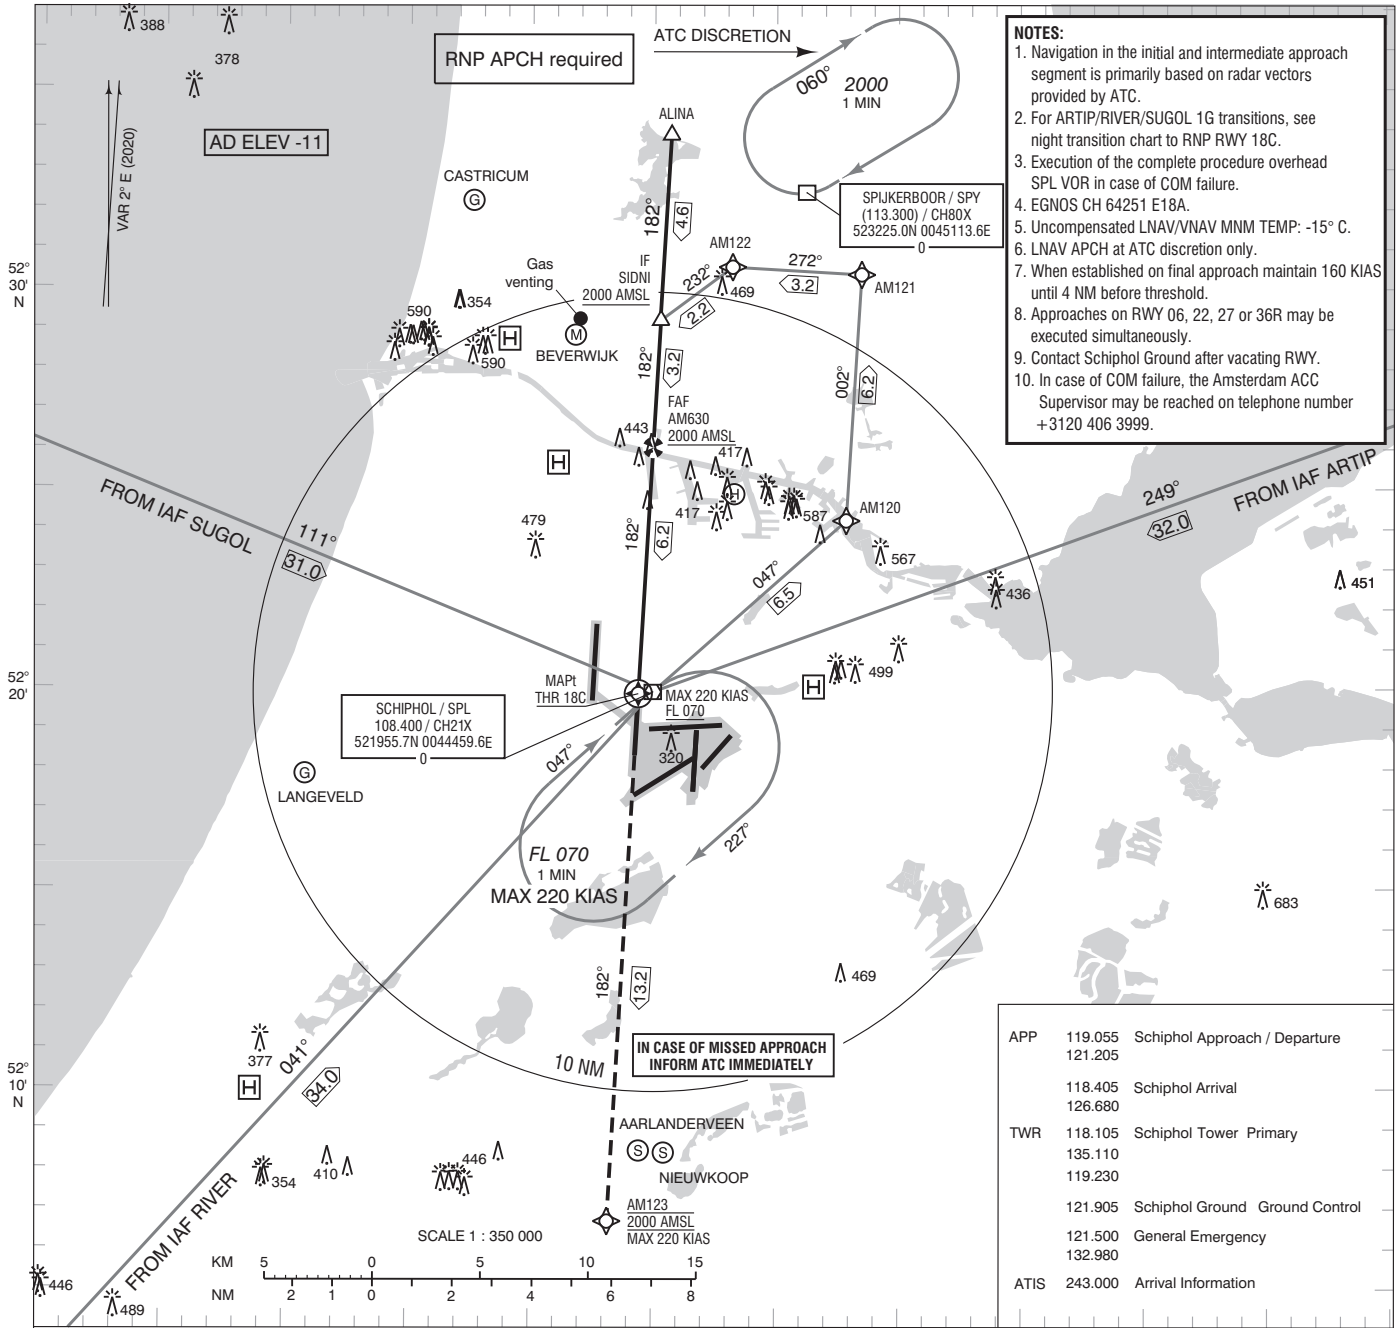 388
378
RNP APCH required
ATC DISCRETION
060°
2000
1 MIN
VAR 2° E (2020)
AD ELEV -11
ALINA
CASTRICUM
G
182°
4.6
SPIJKERBOOR / SPY
(113.300) / CH80X
523225.0N 0045113.6E
0
NOTES:
1. Navigation in the initial and intermediate approach
segment is primarily based on radar vectors
provided by ATC.
2. For ARTIP/RIVER/SUGOL 1G transitions, see
night transition chart to RNP RWY 18C.
3. Execution of the complete procedure overhead
SPL VOR in case of COM failure.
4. EGNOS CH 64251 E18A.
5. Uncompensated LNAV/VNAV MNM TEMP: -15° C.
6. LNAV APCH at ATC discretion only.
7. When established on final approach maintain 160 KIAS
until 4 NM before threshold.
8. Approaches on RWY 06, 22, 27 or 36R may be
executed simultaneously.
9. Contact Schiphol Ground after vacating RWY.
10. In case of COM failure, the Amsterdam ACC
Supervisor may be reached on telephone number
+3120 406 3999.
52°
30'
N
Gas
venting
IF
SIDNI
2000 AMSL
AM122
232°
272°
3.2
AM121
469
2.2
354
590
590
H
M
BEVERWIJK
182°
3.2
002°
6.2
FAF
AM630
2000 AMSL
443
417
H
H
417
587
AM120
567
182°
6.2
479
FROM IAF SUGOL
111°
31.0
249°
FROM IAF ARTIP
32.0
047°
6.5
436
451
499
H
52°
20'
MAPt
THR 18C
MAX 220 KIAS
FL 070
SCHIPHOL / SPL
108.400 / CH21X
521955.7N 0044459.6E
0
320
047°
G
LANGEVELD
227°
FL 070
1 MIN
MAX 220 KIAS
683
469
182°
13.2
377
H
041°
34.0
10 NM
IN CASE OF MISSED APPROACH
INFORM ATC IMMEDIATELY
52°
10'
N
AARLANDERVEEN
S
S
NIEUWKOOP
354
410
446
FROM IAF RIVER
AM123
2000 AMSL
MAX 220 KIAS
SCALE 1 : 350 000
KM
5
0
5
10
15
NM
2
1
0
2
4
6
8
446
489
APP 119.055 Schiphol Approach / Departure
121.205
118.405 Schiphol Arrival
126.680
TWR 118.105 Schiphol Tower Primary
135.110
119.230
121.905 Schiphol Ground Ground Control
121.500 General Emergency
132.980
ATIS 243.000 Arrival Information